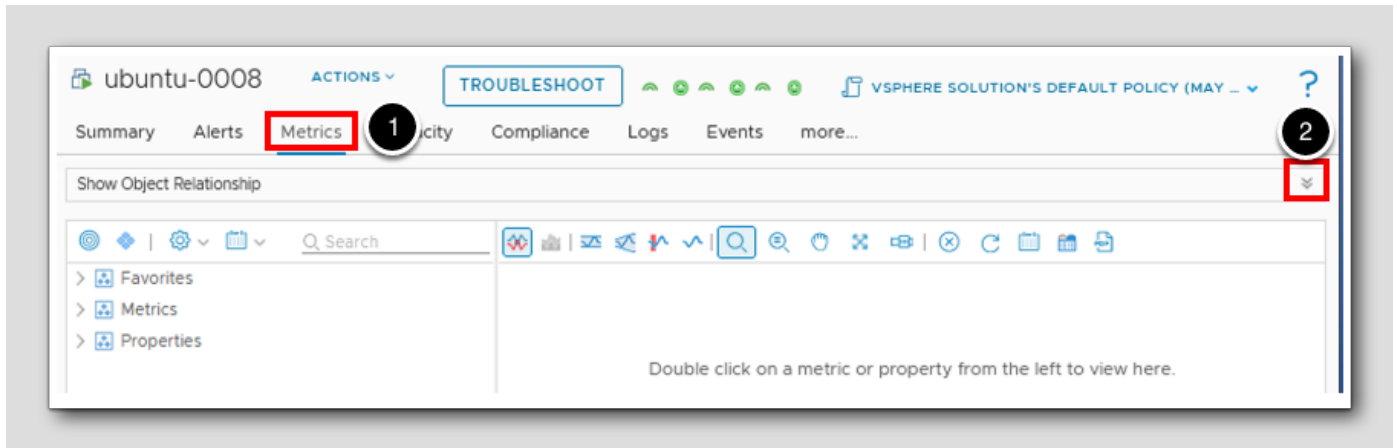 ubuntu-0008 ACTIONS TROUBLESHOOT VSPHERE SOLUTION'S DEFAULT POLICY (MAY ... ?
Summary Alerts Metrics 1 city Compliance Logs Events more... 2
Show Object Relationship
Search
Favorites
Metrics
Properties
Double click on a metric or property from the left to view here.